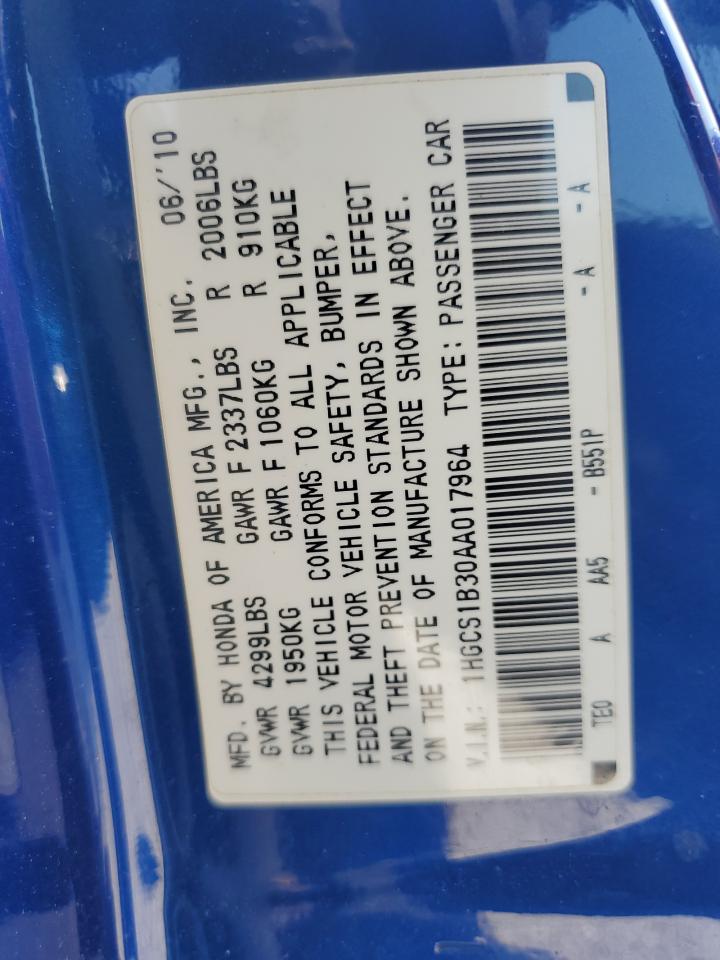 MFD. BY HONDA OF AMERICA MFG., INC. 06/'10
GVWR 4299LBS GAWR F 2337LBS R 2006LBS
GVWR 1950KG GAWR F 1060KG R 910KG
THIS VEHICLE CONFORMS TO ALL APPLICABLE
FEDERAL MOTOR VEHICLE SAFETY, BUMPER,
AND THEFT PREVENTION STANDARDS IN EFFECT
ON THE DATE OF MANUFACTURE SHOWN ABOVE.
V.I.N.: 1HGCS1B30AA017964 TYPE: PASSENGER CAR
TE0 A AA5 - B551P - A - A